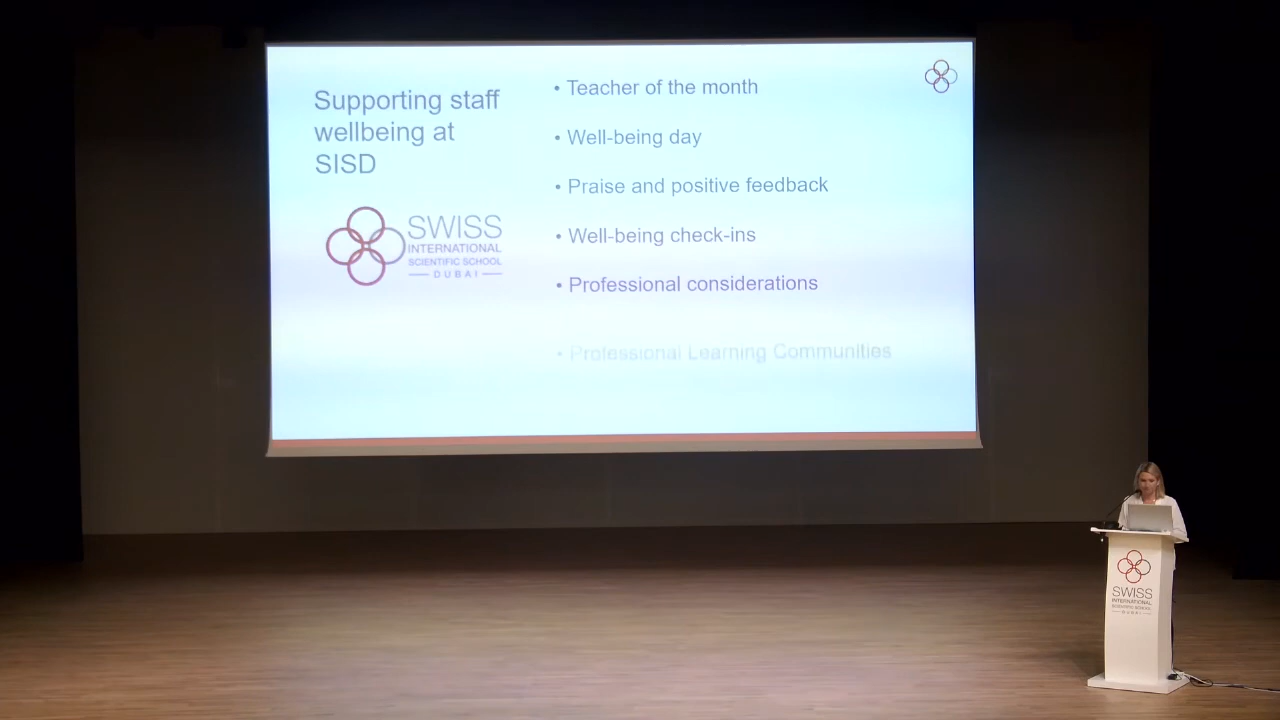 Supporting staff
wellbeing at
SISD
SWISS
INTERNATIONAL
SCIENTIFIC SCHOOL
DUBAI
• Teacher of the month
• Well-being day
• Praise and positive feedback
• Well-being check-ins
• Professional considerations
• Professional Learning Communities
SWISS
INTERNATIONAL
SCIENTIFIC SCHOOL
DUBAI